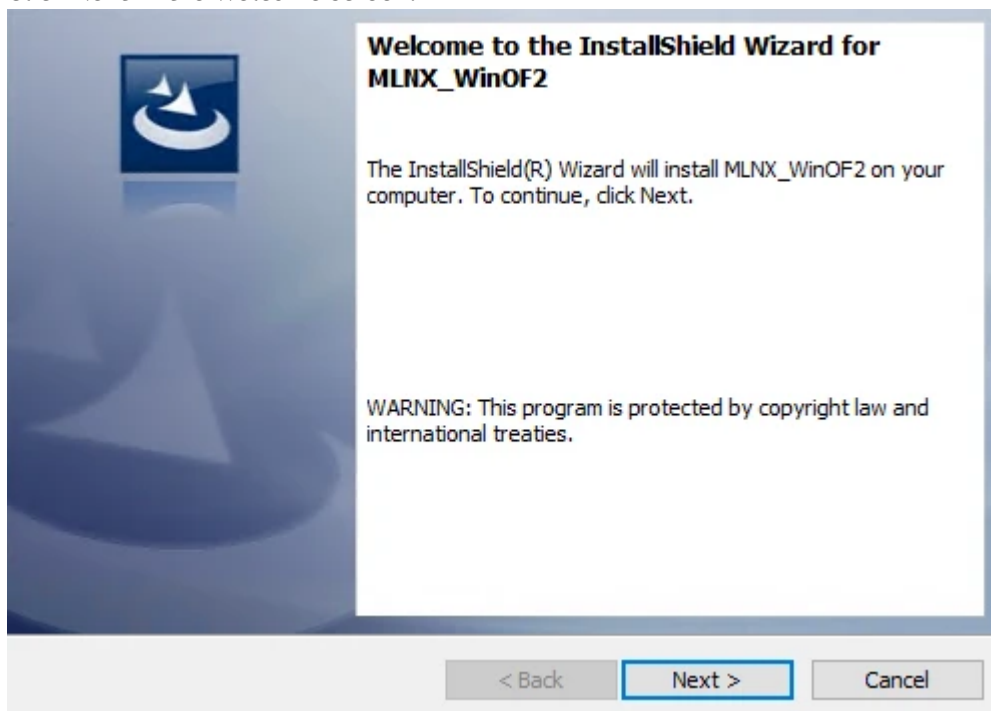 Welcome to the InstallShield Wizard for
MLNX_WinOF2
The InstallShield(R) Wizard will install MLNX_WinOF2 on your
computer. To continue, click Next.
WARNING: This program is protected by copyright law and
international treaties.
< Back
Next >
Cancel